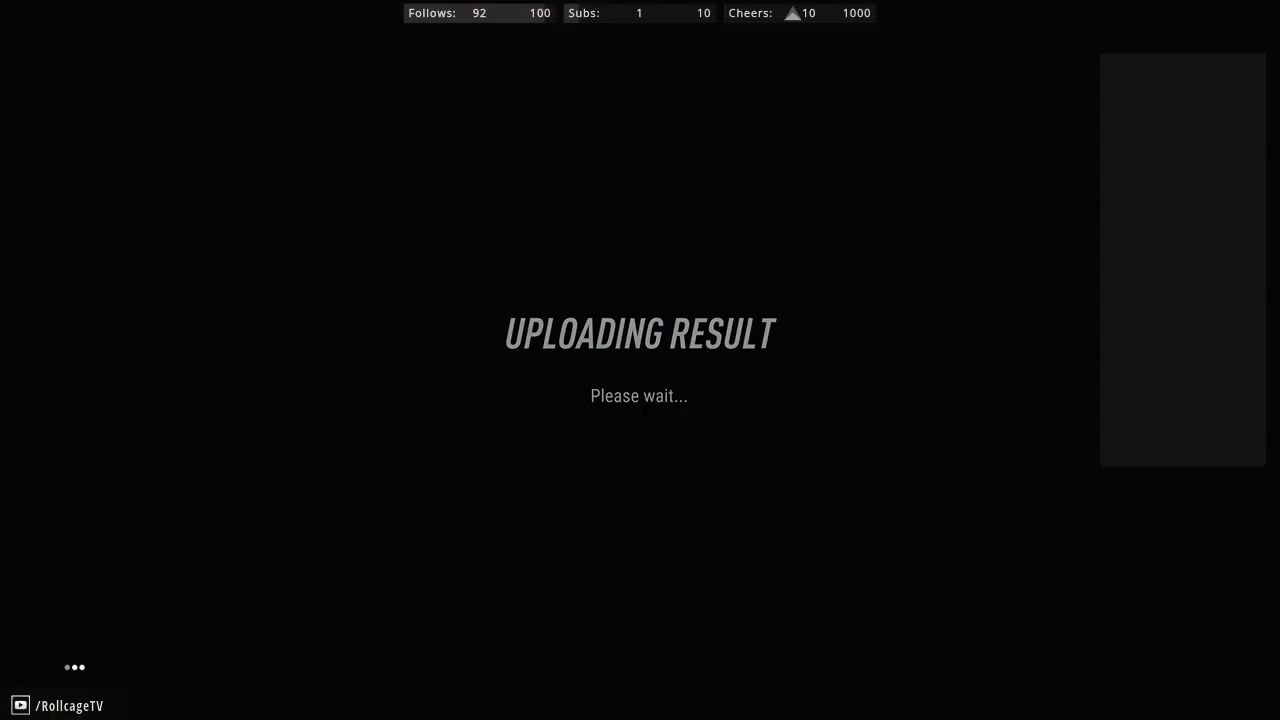 Follows: 92 100 Subs: 1 10 Cheers: 10 1000
UPLOADING RESULT
Please wait...
/RollcageTV